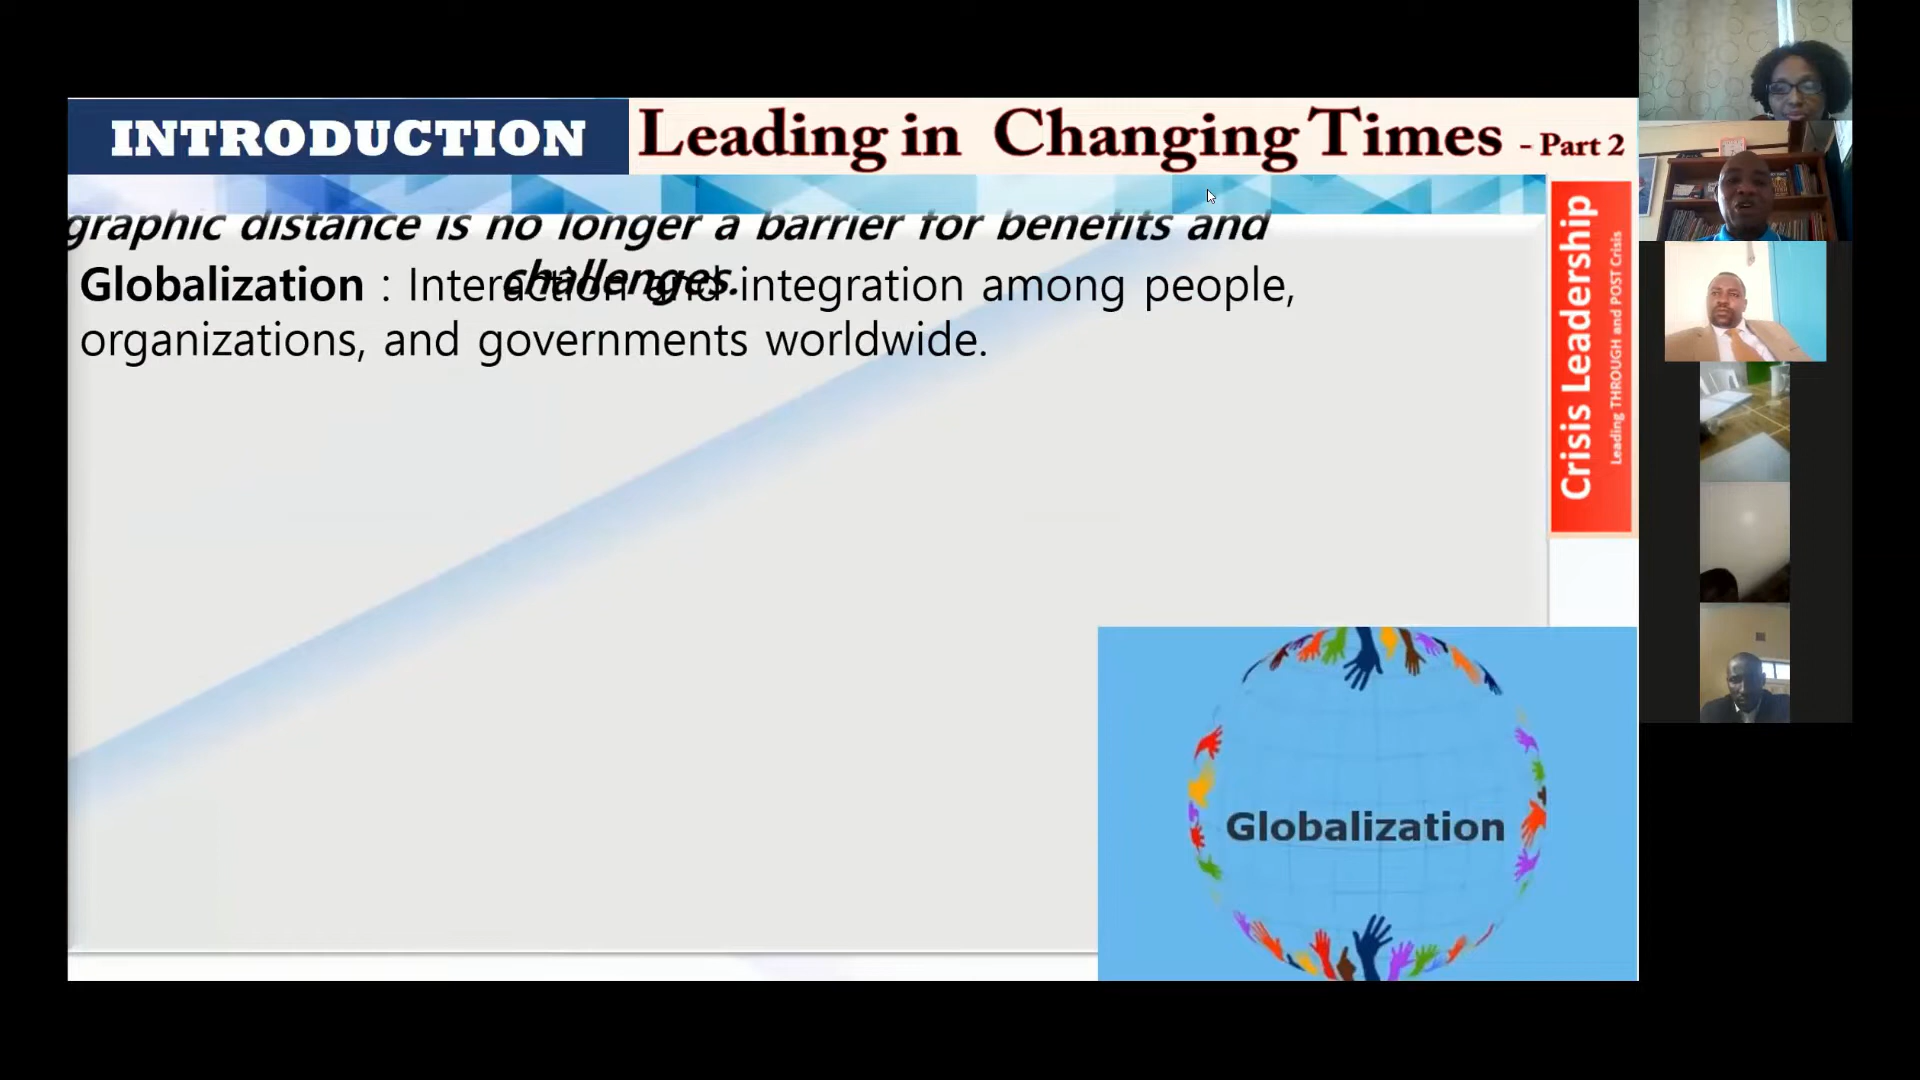 INTRODUCTION
Leading in Changing Times - Part 2
graphic distance is no longer a barrier for benefits and
challenges.
Globalization : Interaction and integration among people,
organizations, and governments worldwide.
Crisis Leadership
Leading THROUGH and POST Crisis
Globalization